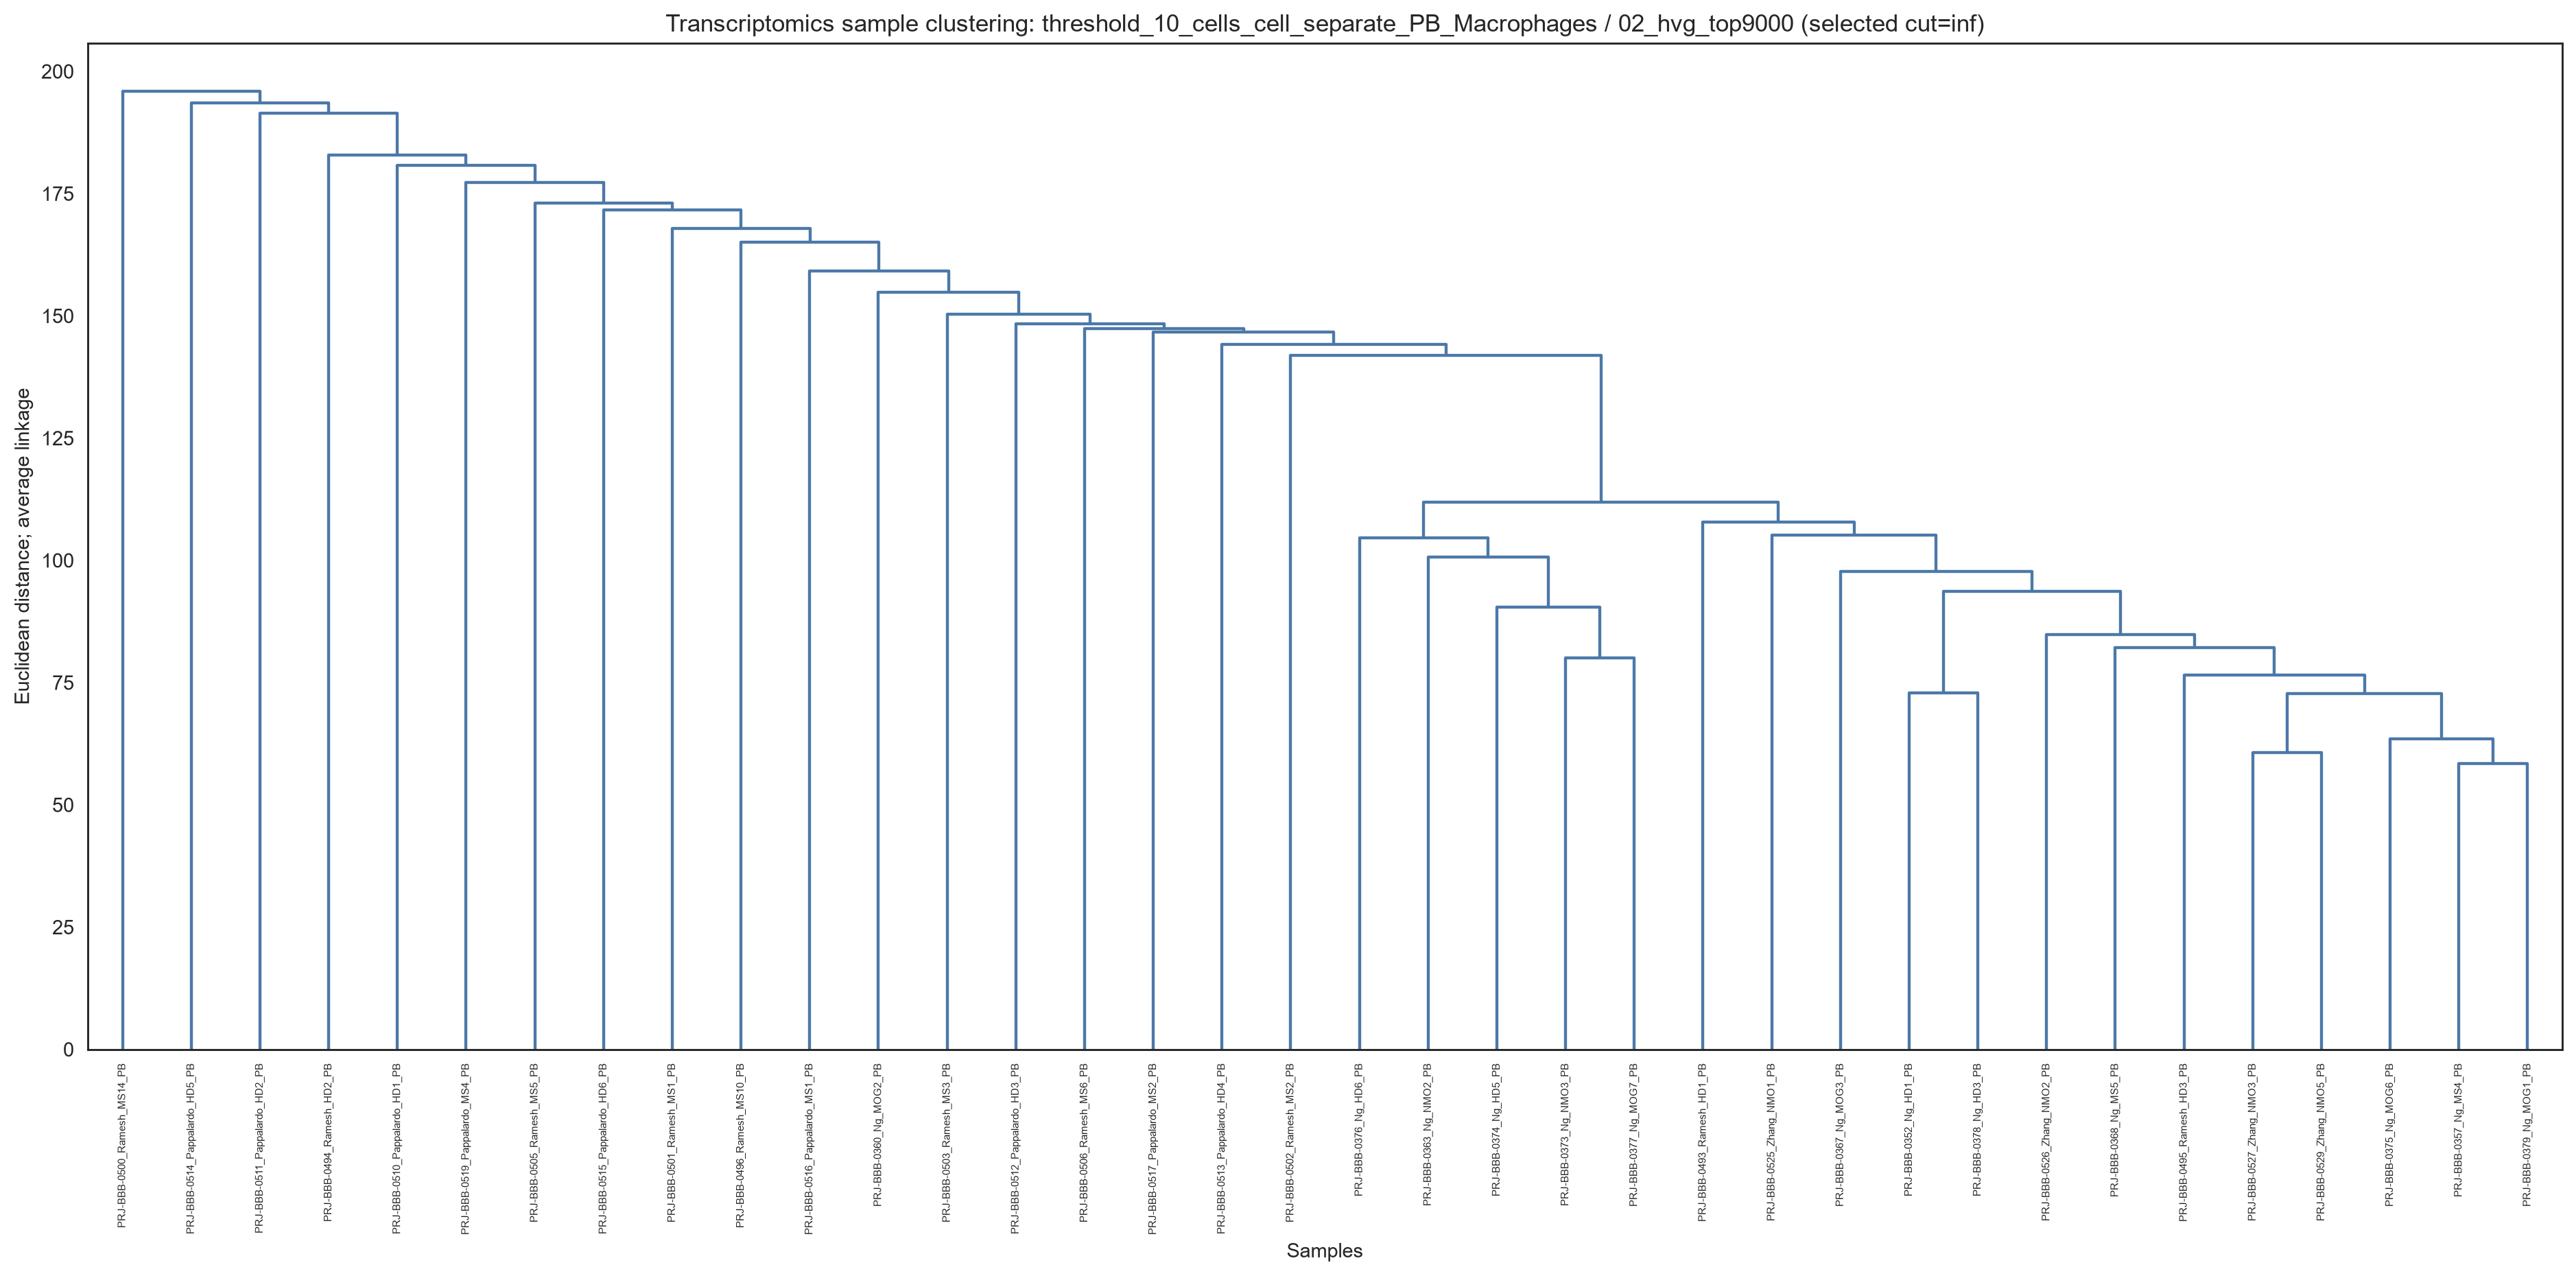 Transcriptomics sample clustering: threshold_10_cells_cell_separate_PB_Macrophages / 02_hvg_top9000 (selected cut=inf)
Euclidean distance; average linkage
200
175
150
125
100
75
50
25
0
PRJ-BBB-0500_Ramesh_MS14_PB
PRJ-BBB-0514_Pappalardo_HD5_PB
PRJ-BBB-0511_Pappalardo_HD2_PB
PRJ-BBB-0494_Ramesh_HD2_PB
PRJ-BBB-0510_Pappalardo_HD1_PB
PRJ-BBB-0519_Pappalardo_MS4_PB
PRJ-BBB-0505_Ramesh_MS5_PB
PRJ-BBB-0515_Pappalardo_HD6_PB
PRJ-BBB-0501_Ramesh_MS1_PB
PRJ-BBB-0496_Ramesh_MS10_PB
PRJ-BBB-0516_Pappalardo_MS1_PB
PRJ-BBB-0360_Ng_MOG2_PB
PRJ-BBB-0503_Ramesh_MS3_PB
PRJ-BBB-0512_Pappalardo_HD3_PB
PRJ-BBB-0506_Ramesh_MS6_PB
PRJ-BBB-0517_Pappalardo_MS2_PB
PRJ-BBB-0513_Pappalardo_HD4_PB
PRJ-BBB-0502_Ramesh_MS2_PB
PRJ-BBB-0376_Ng_HD6_PB
PRJ-BBB-0363_Ng_NMO2_PB
PRJ-BBB-0374_Ng_HD5_PB
PRJ-BBB-0373_Ng_NMO3_PB
PRJ-BBB-0377_Ng_MOG7_PB
PRJ-BBB-0493_Ramesh_HD1_PB
PRJ-BBB-0525_Zhang_NMO1_PB
PRJ-BBB-0367_Ng_MOG3_PB
PRJ-BBB-0352_Ng_HD1_PB
PRJ-BBB-0378_Ng_HD3_PB
PRJ-BBB-0526_Zhang_NMO2_PB
PRJ-BBB-0368_Ng_MS5_PB
PRJ-BBB-0495_Ramesh_HD3_PB
PRJ-BBB-0527_Zhang_NMO3_PB
PRJ-BBB-0529_Zhang_NMO5_PB
PRJ-BBB-0375_Ng_MOG6_PB
PRJ-BBB-0357_Ng_MS4_PB
PRJ-BBB-0379_Ng_MOG1_PB
Samples